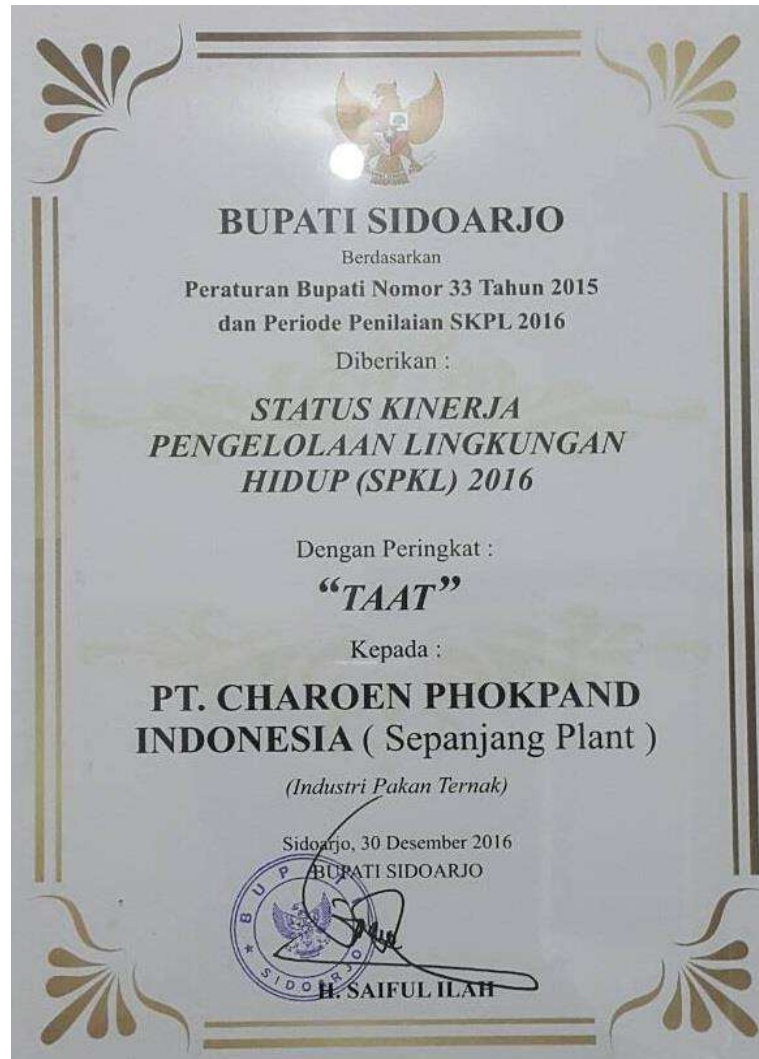 BUPATI SIDOARJO
Berdasarkan
Peraturan Bupati Nomor 33 Tahun 2015
dan Periode Penilaian SKPL 2016
Diberikan :
STATUS KINERJA
PENGELOLAAN LINGKUNGAN
HIDUP (SPKL) 2016
Dengan Peringkat :
“TAAT”
Kepada :
PT. CHAROEN PHOKPAND
INDONESIA ( Sepanjang Plant )
(Industri Pakan Ternak)
Sidoarjo, 30 Desember 2016
BUPATI SIDOARJO
BUPATI
SIDOARJO
H. SAIFUL ILAH